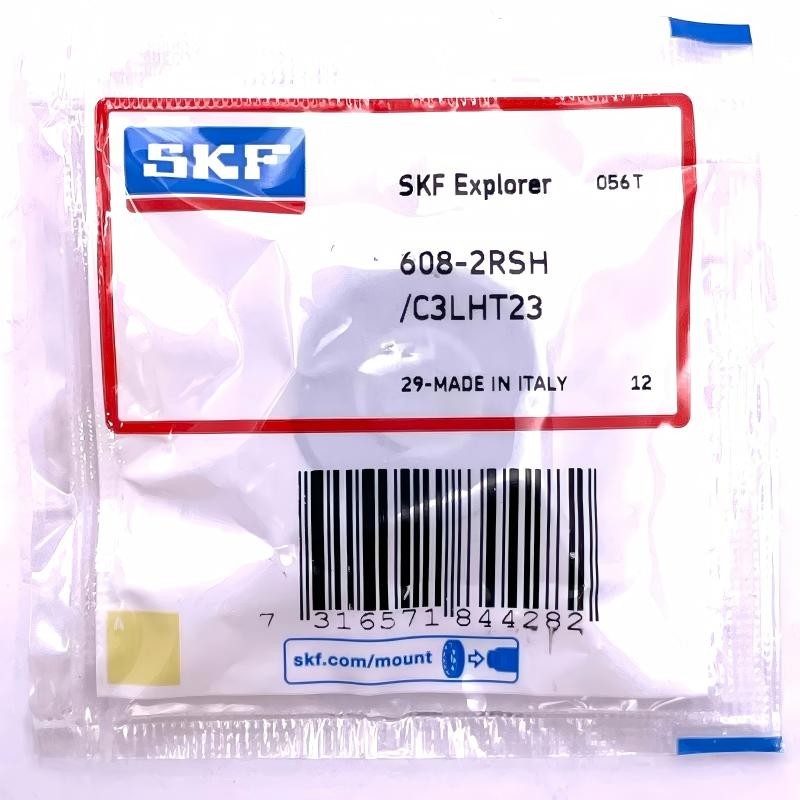 SKF
SKF Explorer 056T
608-2RSH
/C3LHT23
29-MADE IN ITALY 12
7 316571 844282
A
skf.com/mount